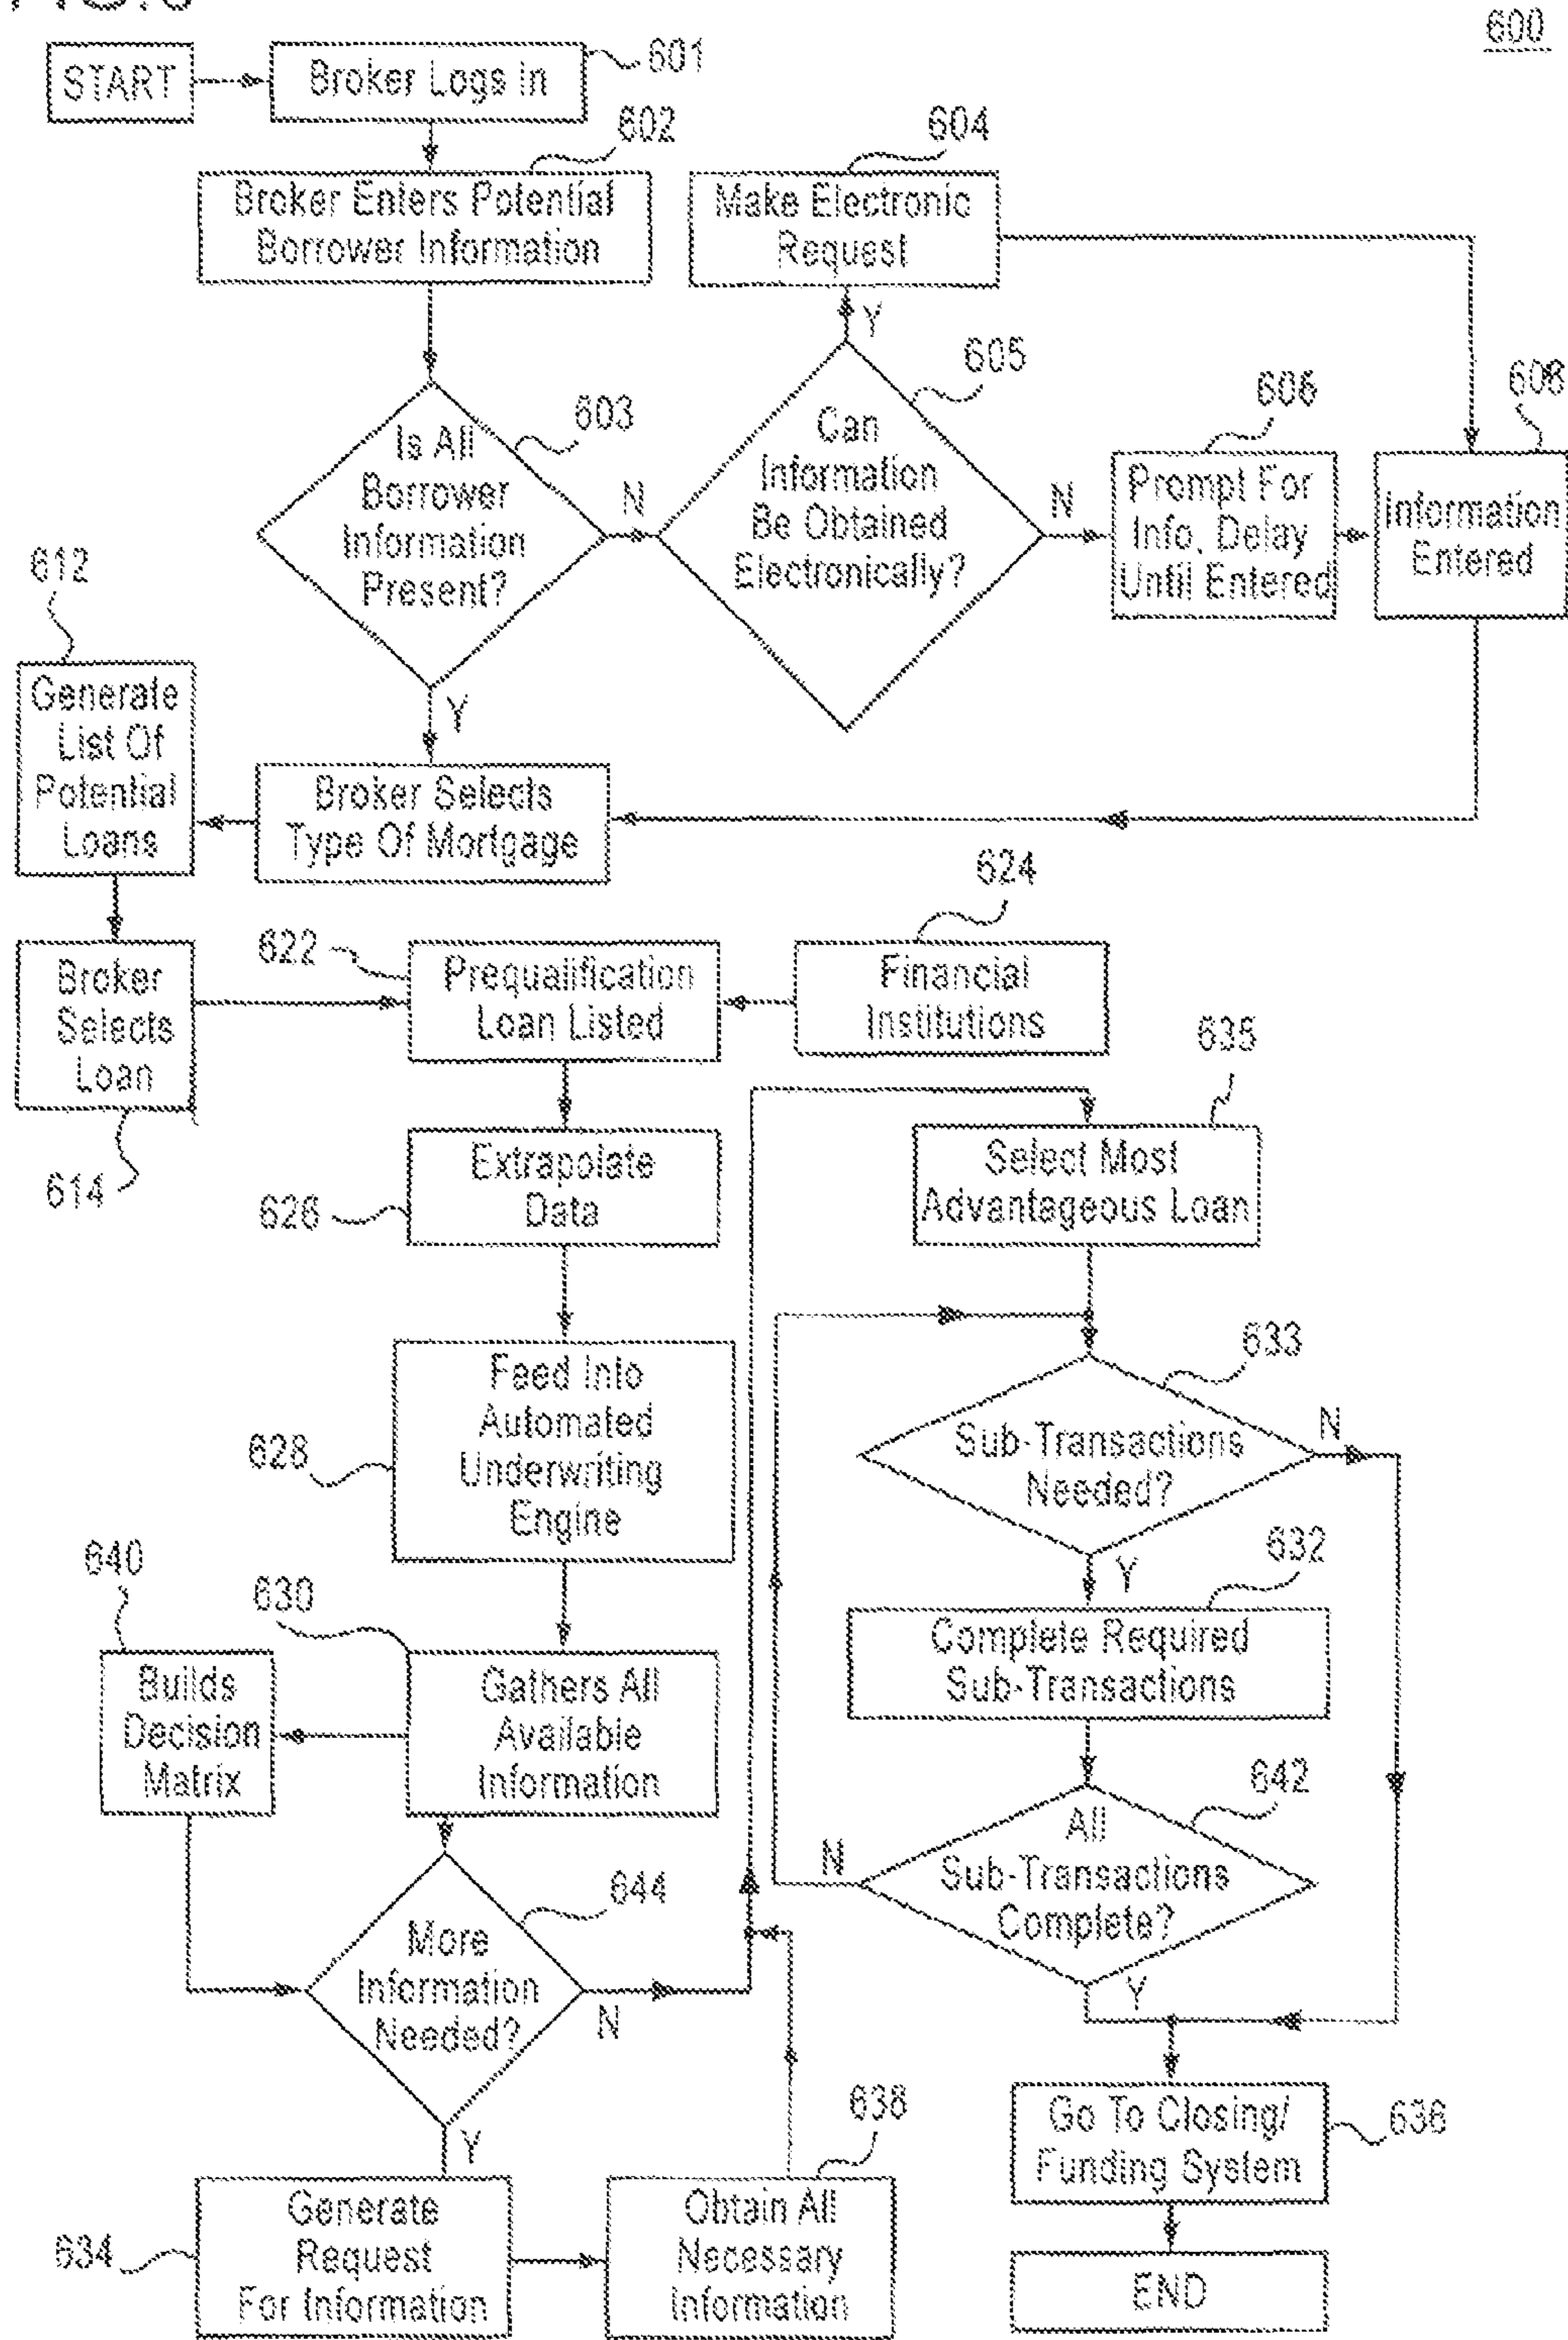 600
START
Broker Logs In
601
602
Broker Enters Potential
Borrower Information
604
Make Electronic
Request
Y
603
Is All
Borrower
Information
Present?
N
Y
605
Can
Information
Be Obtained
Electronically?
N
606
Prompt For
Info. Delay
Until Entered
608
Information
Entered
612
Generate
List Of
Potential
Loans
Broker Selects
Type Of Mortgage
Broker
Selects
Loan
614
622
Prequalification
Loan Listed
624
Financial
Institutions
Extrapolate
Data
626
635
Select Most
Advantageous Loan
Feed Into
Automated
Underwriting
Engine
628
633
Sub-Transactions
Needed?
N
Y
632
Complete Required
Sub-Transactions
640
Builds
Decision
Matrix
630
Gathers All
Available
Information
642
All
Sub-Transactions
Complete?
N
Y
644
More
Information
Needed?
N
Y
634
Generate
Request
For Information
638
Obtain All
Necessary
Information
Go To Closing/
Funding System
636
END